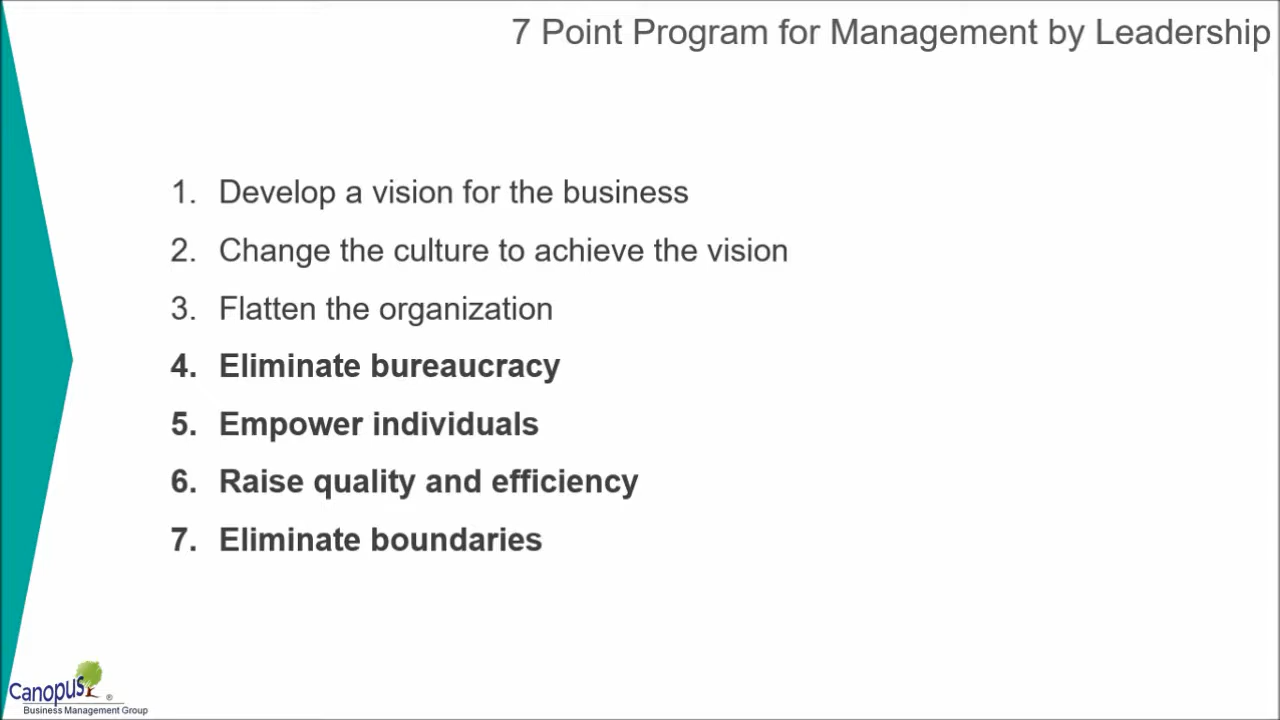 7 Point Program for Management by Leadership
1. Develop a vision for the business
2. Change the culture to achieve the vision
3. Flatten the organization
4. Eliminate bureaucracy
5. Empower individuals
6. Raise quality and efficiency
7. Eliminate boundaries
Canopus ®
Business Management Group